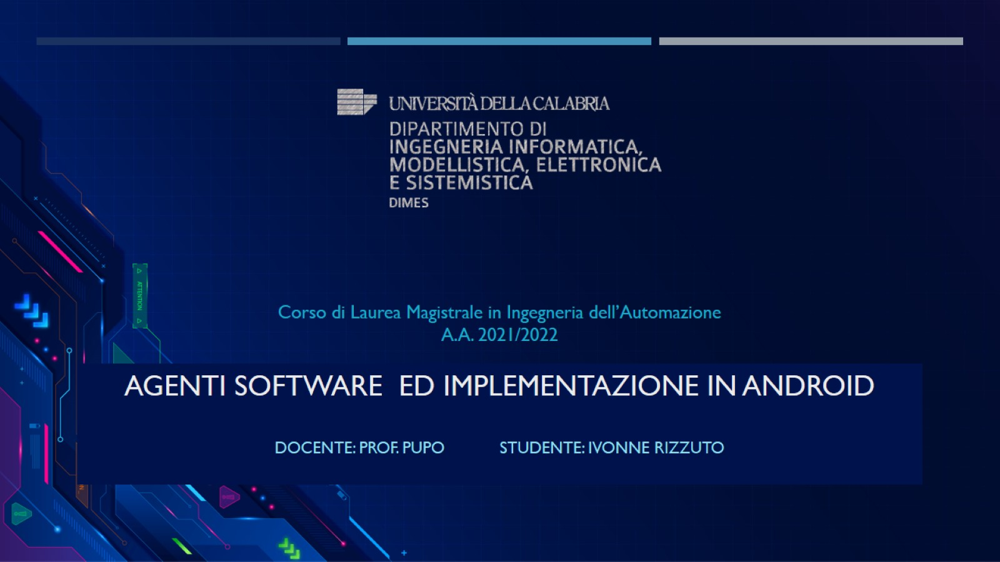 UNIVERSITÀ DELLA CALABRIA
DIPARTIMENTO DI
INGEGNERIA INFORMATICA,
MODELLISTICA, ELETTRONICA
E SISTEMISTICA
DIMES
ATTENTION
Corso di Laurea Magistrale in Ingegneria dell’Automazione
A.A. 2021/2022
AGENTI SOFTWARE  ED IMPLEMENTAZIONE IN ANDROID
DOCENTE: PROF. PUPO STUDENTE: IVONNE RIZZUTO